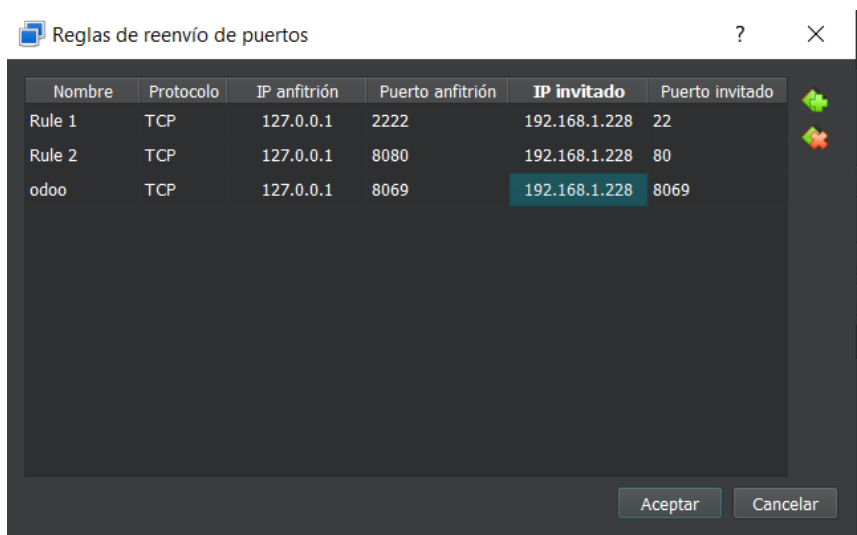 Reglas de reenvío de puertos ?
Nombre Protocolo IP anfitrión Puerto anfitrión IP invitado Puerto invitado
Rule 1 TCP 127.0.0.1 2222 192.168.1.228 22
Rule 2 TCP 127.0.0.1 8080 192.168.1.228 80
odoo TCP 127.0.0.1 8069 192.168.1.228 8069
Aceptar Cancelar